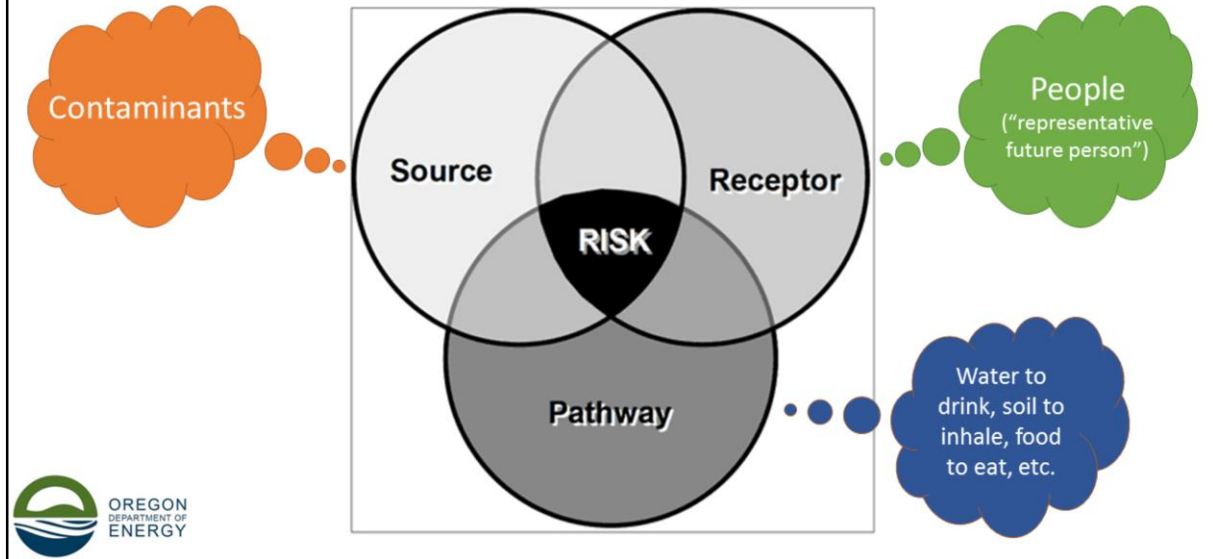 Contaminants
Source
Receptor
RISK
Pathway
People
("representative
future person")
Water to
drink, soil to
inhale, food
to eat, etc.
OREGON
DEPARTMENT OF
ENERGY